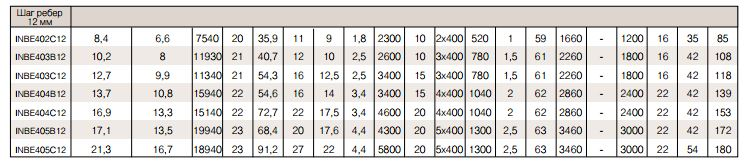 Шаг ребер
12 мм
INBE402C12 8,4 6,6 7540 20 35,9 11 9 1,8 2300 10 2x400 520 1 59 1660 - 1200 16 35 85
INBE403B12 10,2 8 11930 21 40,7 12 10 2,5 2600 10 3x400 780 1,5 61 2260 - 1800 16 42 108
INBE403C12 12,7 9,9 11340 21 54,3 16 12,5 2,5 3400 15 3x400 780 1,5 61 2260 - 1800 16 42 118
INBE404B12 13,7 10,8 15940 22 54,6 16 14 3,4 3400 15 4x400 1040 2 62 2860 - 2400 22 42 139
INBE404C12 16,9 13,3 15140 22 72,7 22 17,5 3,4 4600 20 4x400 1040 2 62 2860 - 2400 22 42 153
INBE405B12 17,1 13,5 19940 23 68,4 20 17,6 4,4 4300 20 5x400 1300 2,5 63 3460 - 3000 22 42 172
INBE405C12 21,3 16,7 18940 23 91,2 27 22 4,4 5800 20 5x400 1300 2,5 63 3460 - 3000 22 54 180